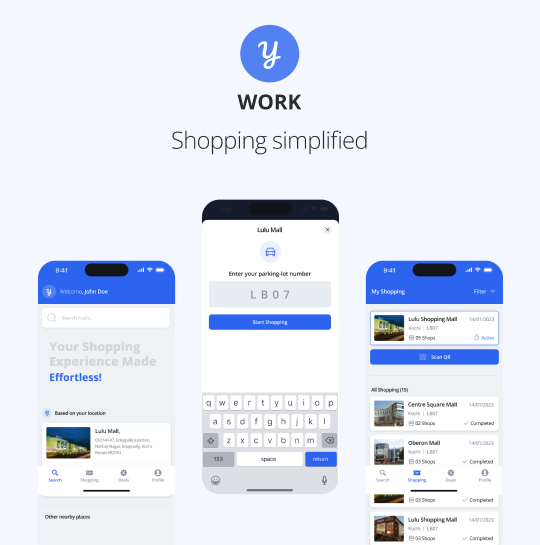 y
WORK
Shopping simplified
9:41
Welcome, John Doe
Search malls..
Your Shopping
Experience Made
Effortless!
Based on your location
Lulu Mall,
Old NH 47, Edapally Junction,
Nethaji Nagar, Edappally, Kochi,
Kerala 682024
Search
Shopping
Deals
Profile
Other nearby places
Lulu Mall
Enter your parking-lot number
LB07
Start Shopping
q w e r t y u i o p
a s d f g h j k l
z x c v b n m
123 space return
9:41
My Shopping
Filter
Lulu Shopping Mall 14/01/2023
Kochi | LB07
05 Shops Active
Scan QR
All Shopping (15)
Centre Square Mall 14/01/2023
Kochi | LB07
02 Shops Completed
Oberon Mall 14/01/2023
Kochi | LB07
03 Shops Completed
Search
Shopping
Deals
Profile
03 Shops Completed
Lulu Shopping Mall 14/01/2023
Kochi | LB07
03 Shops Completed